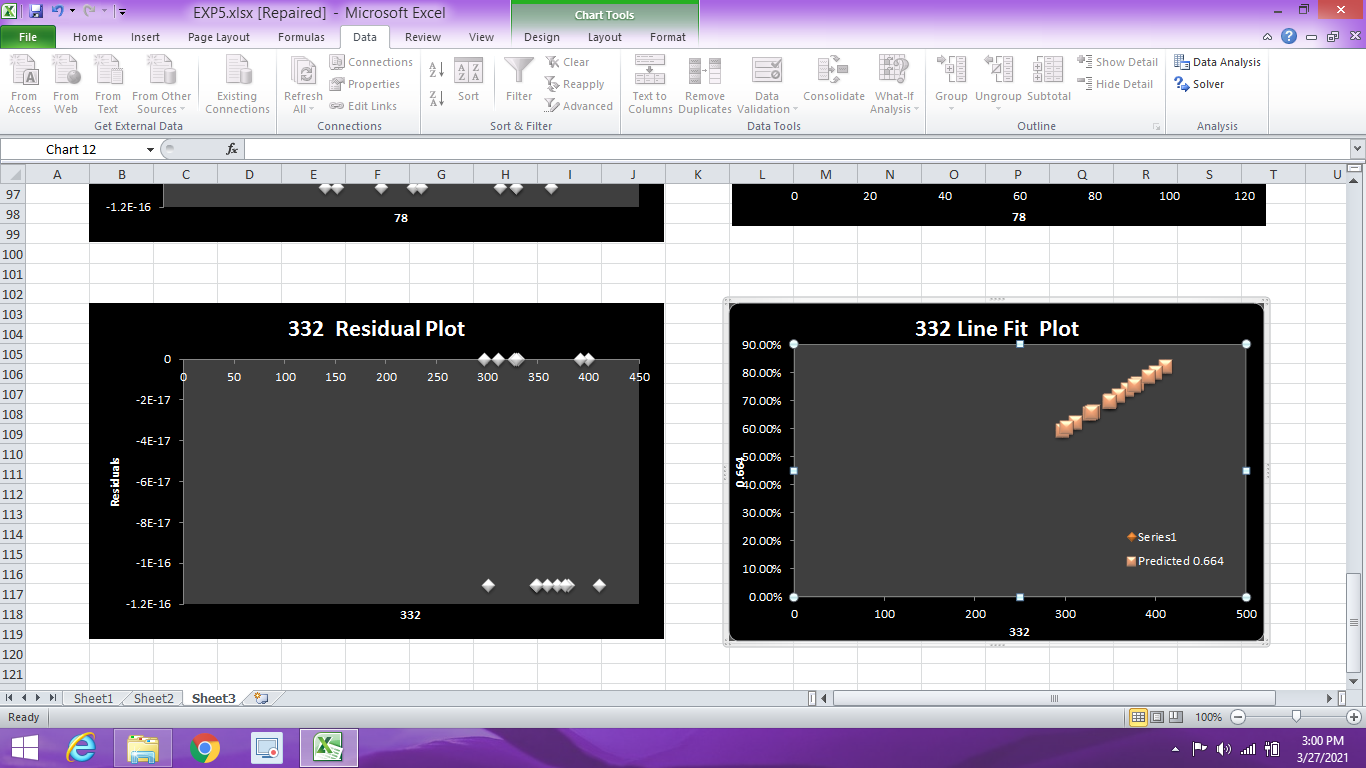 EXP5.xlsx [Repaired] - Microsoft Excel
Chart Tools
File Home Insert Page Layout Formulas Data Review View Design Layout Format
From Access
From Web
From Text
From Other Sources
Existing Connections
Get External Data
Refresh All
Connections
Properties
Edit Links
Connections
Sort
Filter
Clear
Reapply
Advanced
Sort & Filter
Text to Columns
Remove Duplicates
Data Validation
Consolidate
What-If Analysis
Data Tools
Group
Ungroup
Subtotal
Show Detail
Hide Detail
Outline
Data Analysis
Solver
Analysis
Chart 12
fx
A B C D E F G H I J K L M N O P Q R S T U
97
98
99
100
101
102
103
104
105
106
107
108
109
110
111
112
113
114
115
116
117
118
119
120
121
-1.2E-16
78
0 20 40 60 80 100 120
78
332 Residual Plot
0
-2E-17
-4E-17
-6E-17
-8E-17
-1E-16
-1.2E-16
0 50 100 150 200 250 300 350 400 450
Residuals
332
332 Line Fit Plot
90.00%
80.00%
70.00%
60.00%
50.00%
40.00%
30.00%
20.00%
10.00%
0.00%
0.664
0 100 200 300 400 500
332
Series1
Predicted 0.664
Sheet1 Sheet2 Sheet3
Ready
100%
3:00 PM
3/27/2021